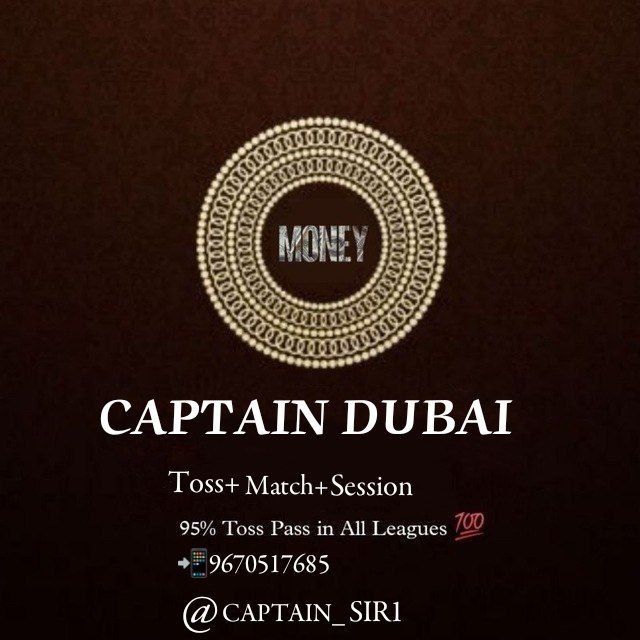 MONEY
CAPTAIN DUBAI
Toss+ Match+Session
95% Toss Pass in All Leagues 💯
📲9670517685
@CAPTAIN_SIR1